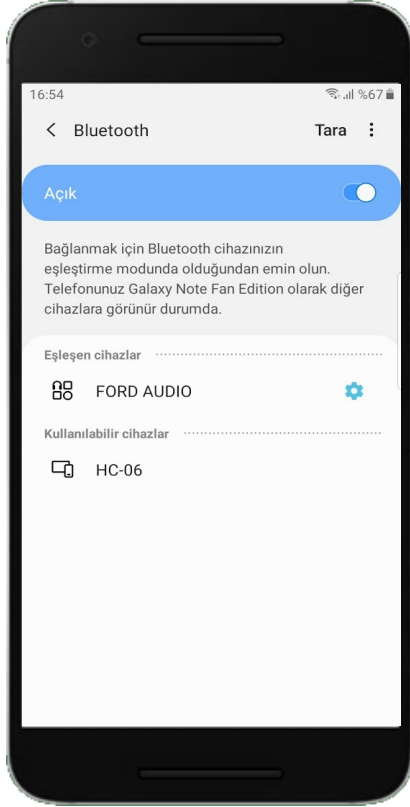 16:54 %67
Bluetooth Tara
Açık
Bağlanmak için Bluetooth cihazınızın
eşleştirme modunda olduğundan emin olun.
Telefonunuz Galaxy Note Fan Edition olarak diğer
cihazlara görünür durumda.
Eşleşen cihazlar
FORD AUDIO
Kullanılabilir cihazlar
HC-06